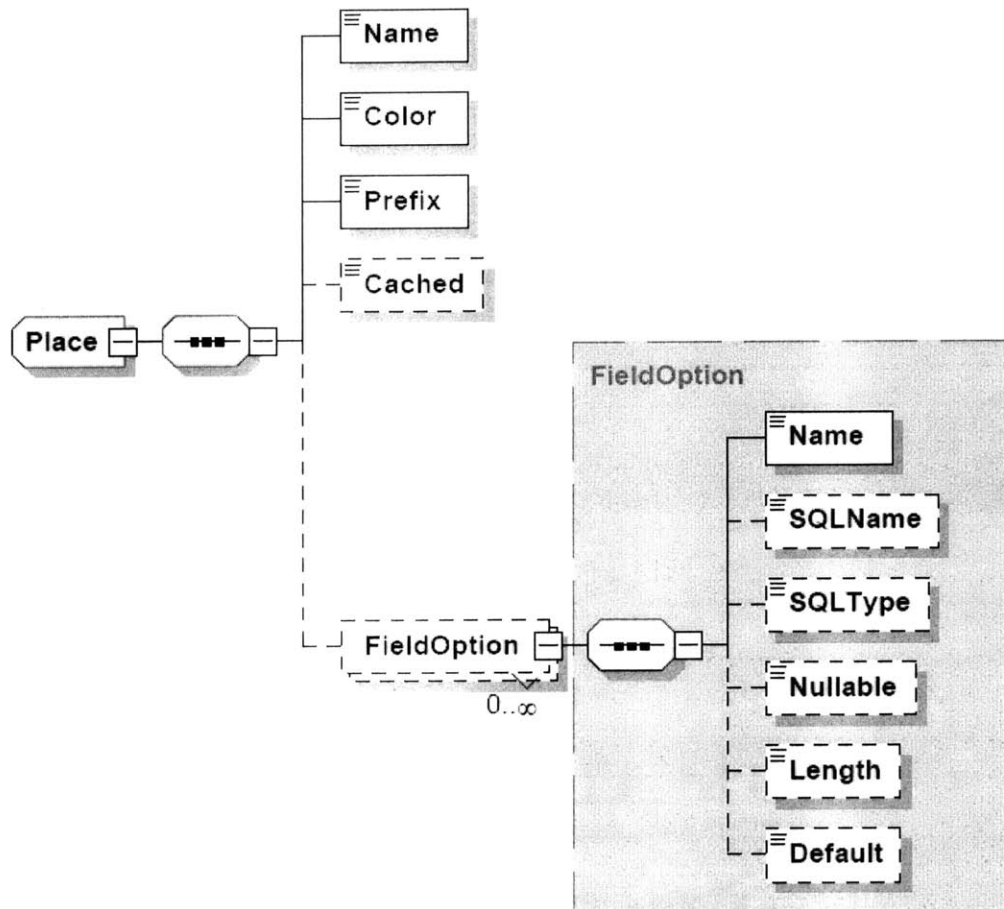 Name
Color
Prefix
Cached
Place
FieldOption
Name
SQLName
SQLType
FieldOption
0..∞
Nullable
Length
Default